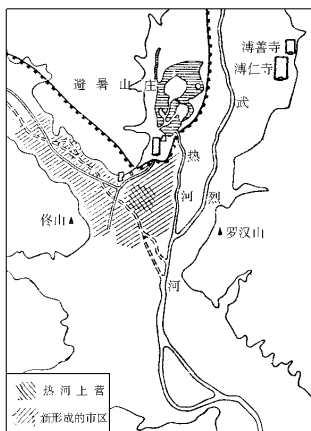 溥善寺
溥仁寺
避暑山庄
武烈河
热河
佟山
罗汉山
热河上营
新形成的市区